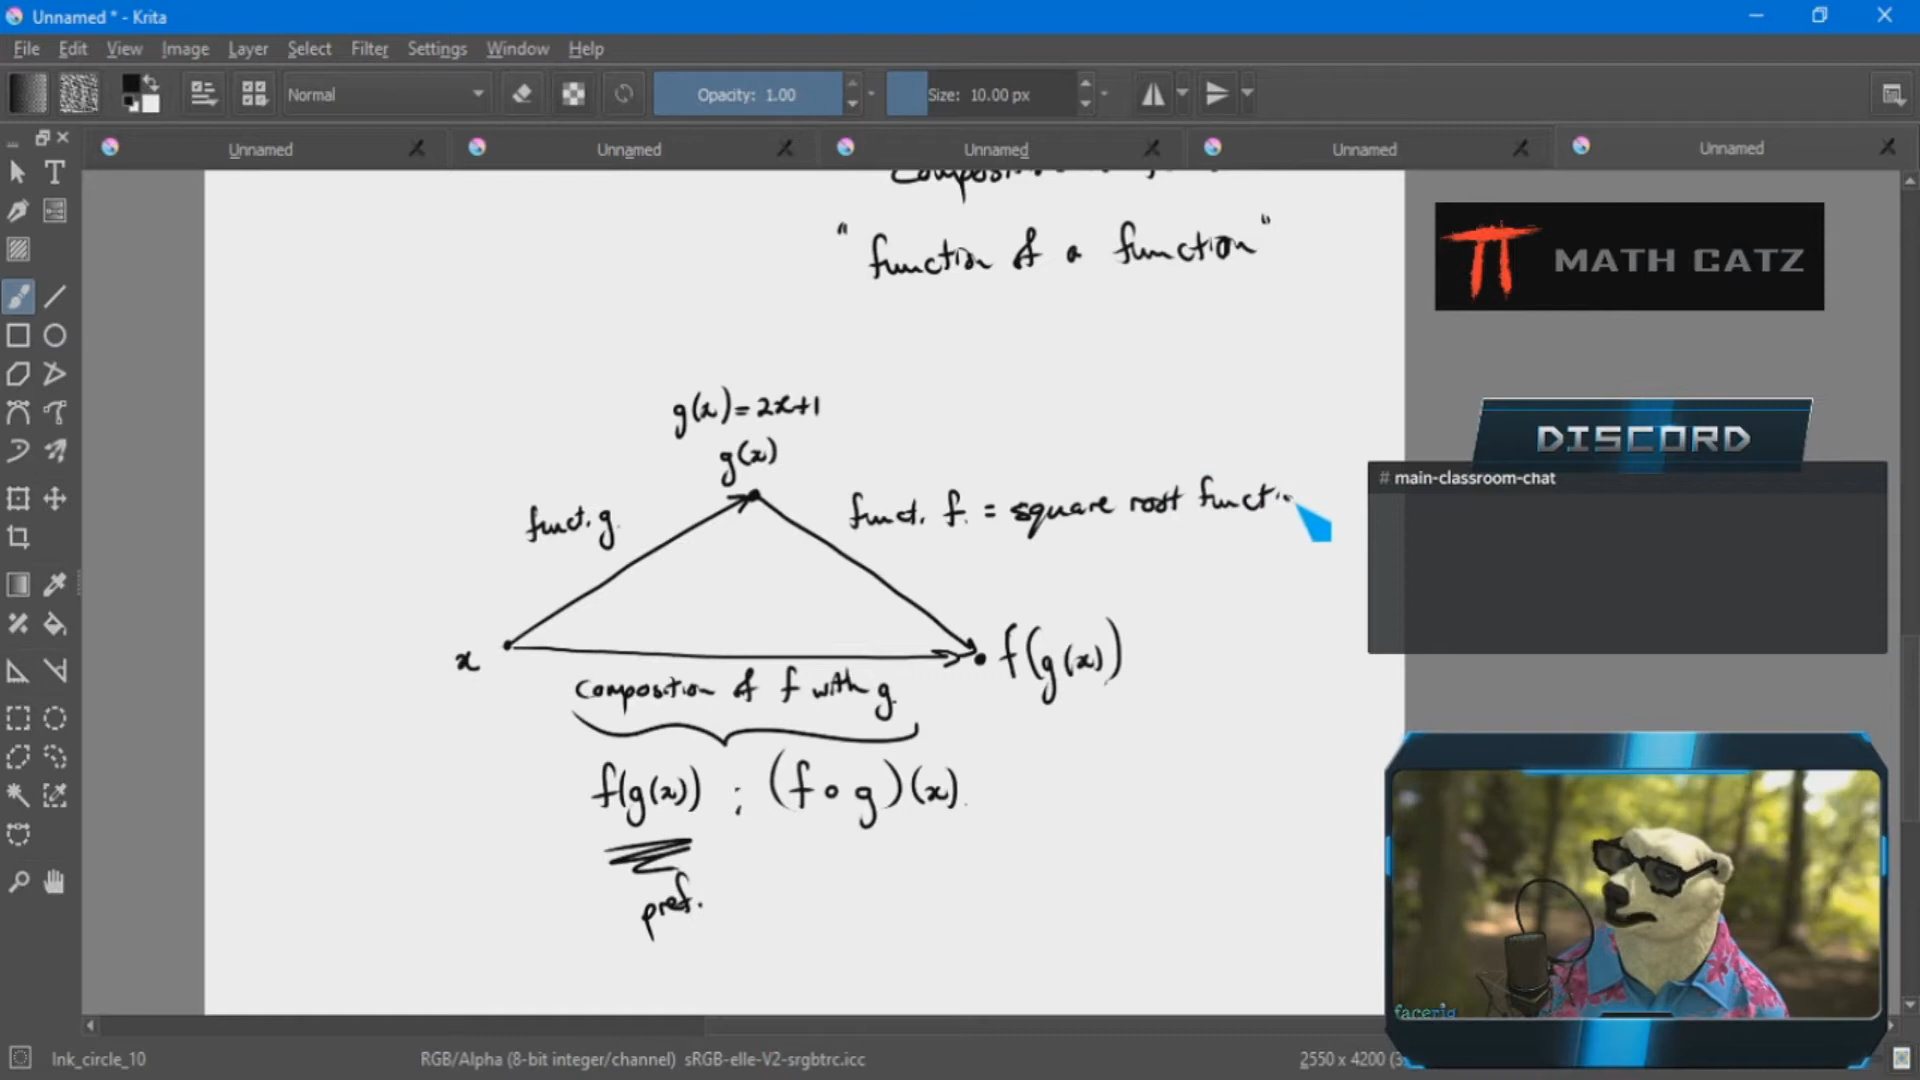 Unnamed * - Krita
File Edit View Image Layer Select Filter Settings Window Help
Normal
Opacity: 1.00
Size: 10.00 px
Unnamed
Unnamed
Unnamed
Unnamed
Unnamed
"function of a function"
MATH CATZ
g(x)=2x+1
g(x)
DISCORD
# main-classroom-chat
funct. g.
funct. f. = square root functi
x
f(g(x))
composition of f with g.
f(g(x)) ; (f∘g)(x).
pref.
facerig
Ink_circle_10
RGB/Alpha (8-bit integer/channel) sRGB-elle-V2-srgbtrc.icc
2550 x 4200 (3